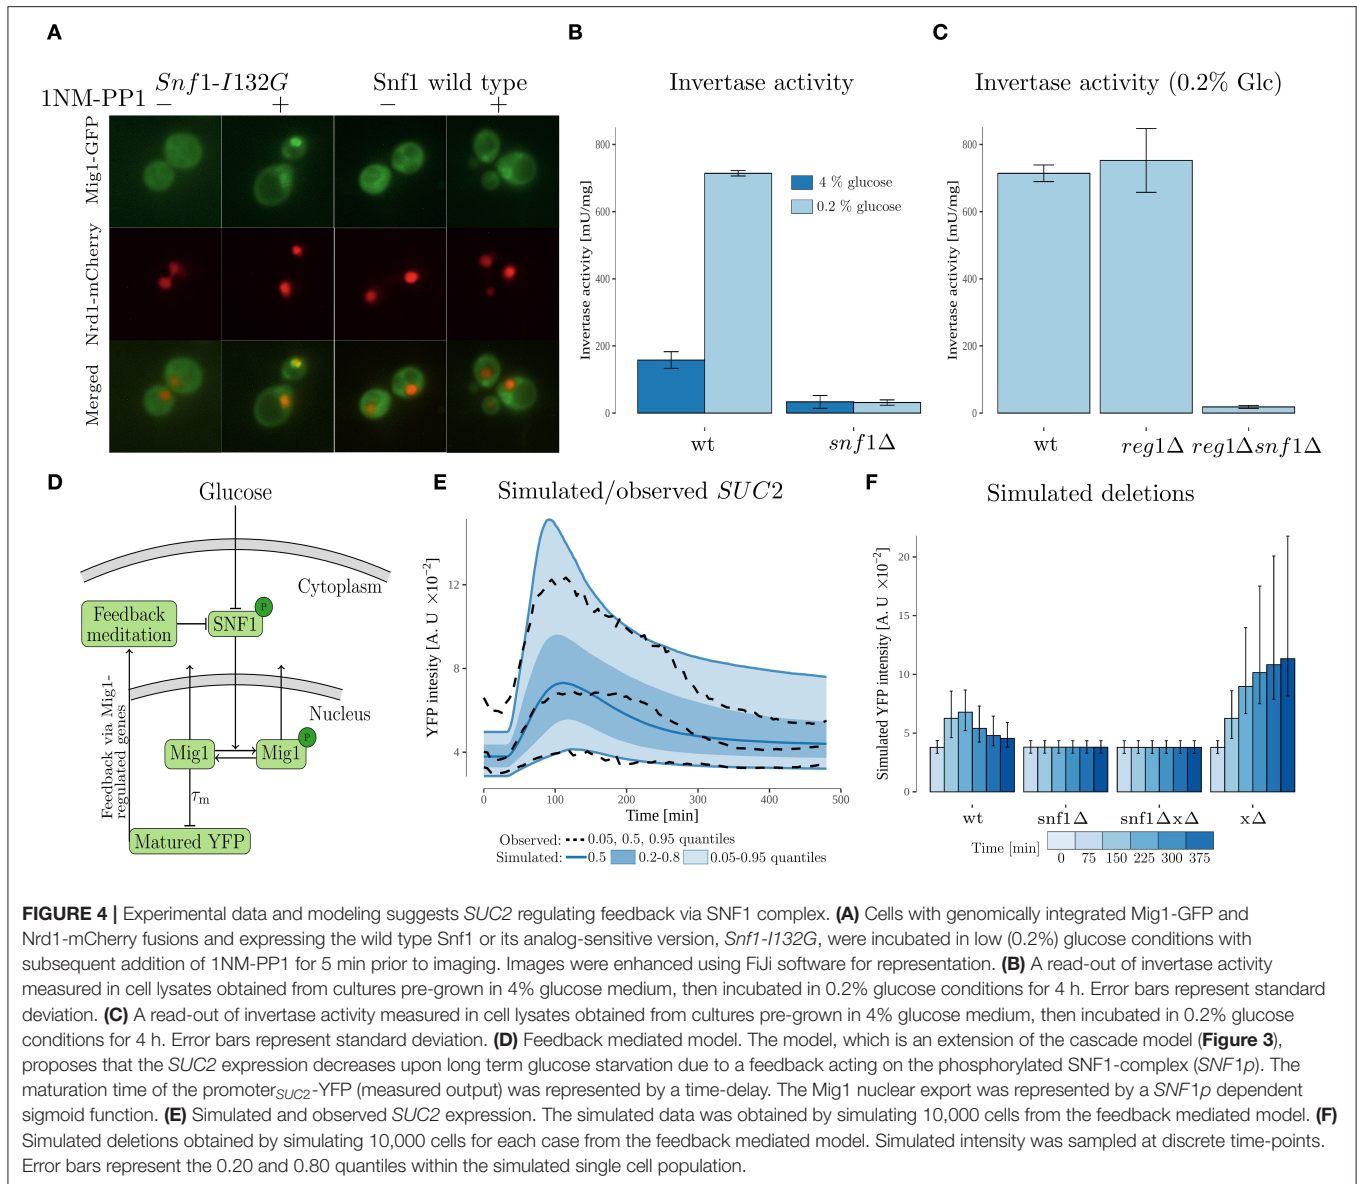 A
Snf1-I132G
Snf1 wild type
1NM-PP1
− + − +
Mig1-GFP
Nrd1-mCherry
Merged
B
Invertase activity
Invertase activity [mU/mg]
800
600
400
200
0
4 % glucose
0.2 % glucose
wt
snf1Δ
C
Invertase activity (0.2% Glc)
Invertase activity [mU/mg]
800
600
400
200
0
wt
reg1Δ
reg1Δsnf1Δ
D
Glucose
Cytoplasm
Feedback
meditation
SNF1
P
Nucleus
Feedback via Mig1-
regulated genes
Mig1
Mig1
P
τm
Matured YFP
E
Simulated/observed SUC2
YFP intesity [A. U ×10⁻²]
12
8
4
0 100 200 300 400 500
Time [min]
Observed: 0.05, 0.5, 0.95 quantiles
Simulated: 0.5 0.2-0.8 0.05-0.95 quantiles
F
Simulated deletions
Simulated YFP intensity [A. U ×10⁻²]
20
15
10
5
0
wt
snf1Δ
snf1ΔxΔ
xΔ
Time [min]
0 75 150 225 300 375
FIGURE 4 | Experimental data and modeling suggests SUC2 regulating feedback via SNF1 complex. (A) Cells with genomically integrated Mig1-GFP and
Nrd1-mCherry fusions and expressing the wild type Snf1 or its analog-sensitive version, Snf1-I132G, were incubated in low (0.2%) glucose conditions with
subsequent addition of 1NM-PP1 for 5 min prior to imaging. Images were enhanced using FiJi software for representation. (B) A read-out of invertase activity
measured in cell lysates obtained from cultures pre-grown in 4% glucose medium, then incubated in 0.2% glucose conditions for 4 h. Error bars represent standard
deviation. (C) A read-out of invertase activity measured in cell lysates obtained from cultures pre-grown in 4% glucose medium, then incubated in 0.2% glucose
conditions for 4 h. Error bars represent standard deviation. (D) Feedback mediated model. The model, which is an extension of the cascade model (Figure 3),
proposes that the SUC2 expression decreases upon long term glucose starvation due to a feedback acting on the phosphorylated SNF1-complex (SNF1p). The
maturation time of the promoterSUC2-YFP (measured output) was represented by a time-delay. The Mig1 nuclear export was represented by a SNF1p dependent
sigmoid function. (E) Simulated and observed SUC2 expression. The simulated data was obtained by simulating 10,000 cells from the feedback mediated model. (F)
Simulated deletions obtained by simulating 10,000 cells for each case from the feedback mediated model. Simulated intensity was sampled at discrete time-points.
Error bars represent the 0.20 and 0.80 quantiles within the simulated single cell population.